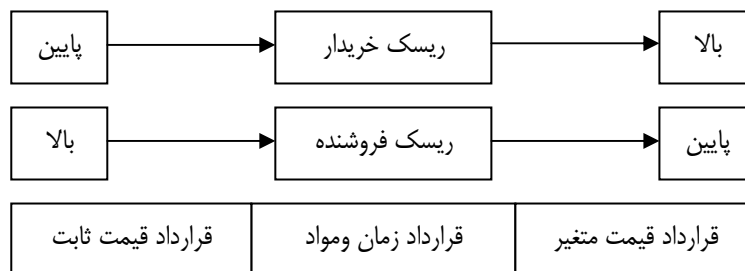 بالا ریسک خریدار پایین
پایین ریسک فروشنده بالا
قرارداد قیمت متغیر قرارداد زمان ومواد قرارداد قیمت ثابت